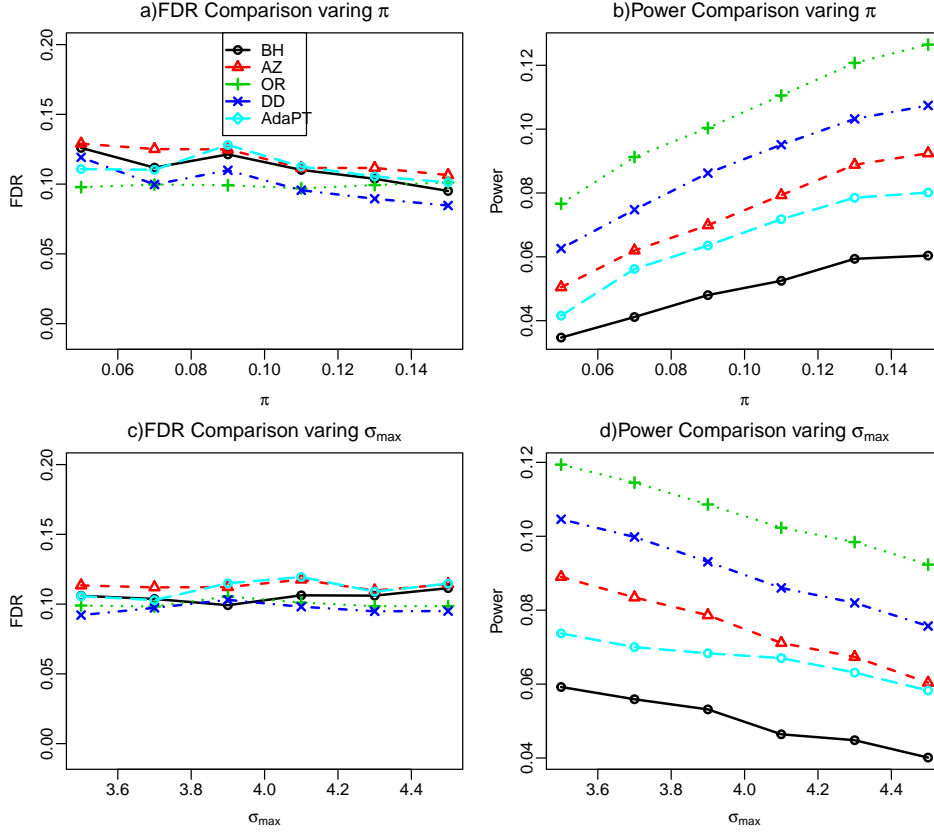 a)FDR Comparison varing π
FDR
0.00 0.05 0.10 0.15 0.20
BH
AZ
OR
DD
AdaPT
0.06 0.08 0.10 0.12 0.14
π
b)Power Comparison varing π
Power
0.04 0.06 0.08 0.10 0.12
0.06 0.08 0.10 0.12 0.14
π
c)FDR Comparison varing σmax
FDR
0.00 0.05 0.10 0.15 0.20
3.6 3.8 4.0 4.2 4.4
σmax
d)Power Comparison varing σmax
Power
0.04 0.06 0.08 0.10 0.12
3.6 3.8 4.0 4.2 4.4
σmax